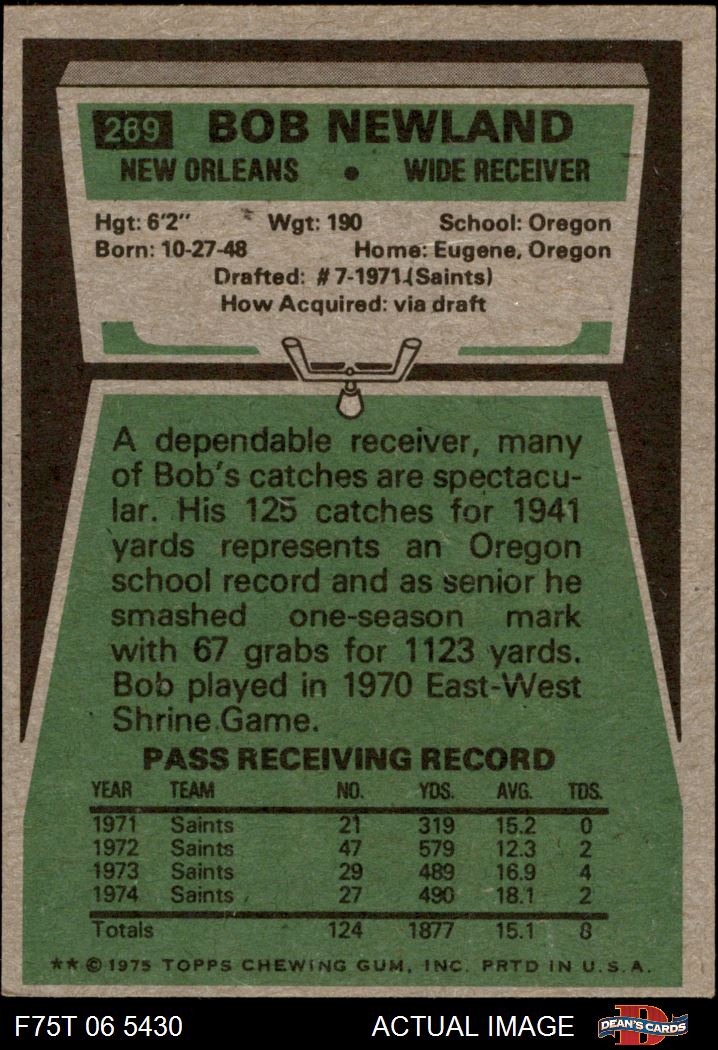 269 BOB NEWLAND
NEW ORLEANS • WIDE RECEIVER
Hgt: 6'2" Wgt: 190 School: Oregon
Born: 10-27-48 Home: Eugene, Oregon
Drafted: #7-1971 (Saints)
How Acquired: via draft
A dependable receiver, many
of Bob's catches are spectacu-
lar. His 125 catches for 1941
yards represents an Oregon
school record and as senior he
smashed one-season mark
with 67 grabs for 1123 yards.
Bob played in 1970 East-West
Shrine Game.
PASS RECEIVING RECORD
YEAR TEAM NO. YDS. AVG. TDS.
1971 Saints 21 319 15.2 0
1972 Saints 47 579 12.3 2
1973 Saints 29 489 16.9 4
1974 Saints 27 490 18.1 2
Totals 124 1877 15.1 8
** © 1975 TOPPS CHEWING GUM, INC. PRTD IN U.S.A.
F75T 06 5430 ACTUAL IMAGE D DEAN'S CARDS